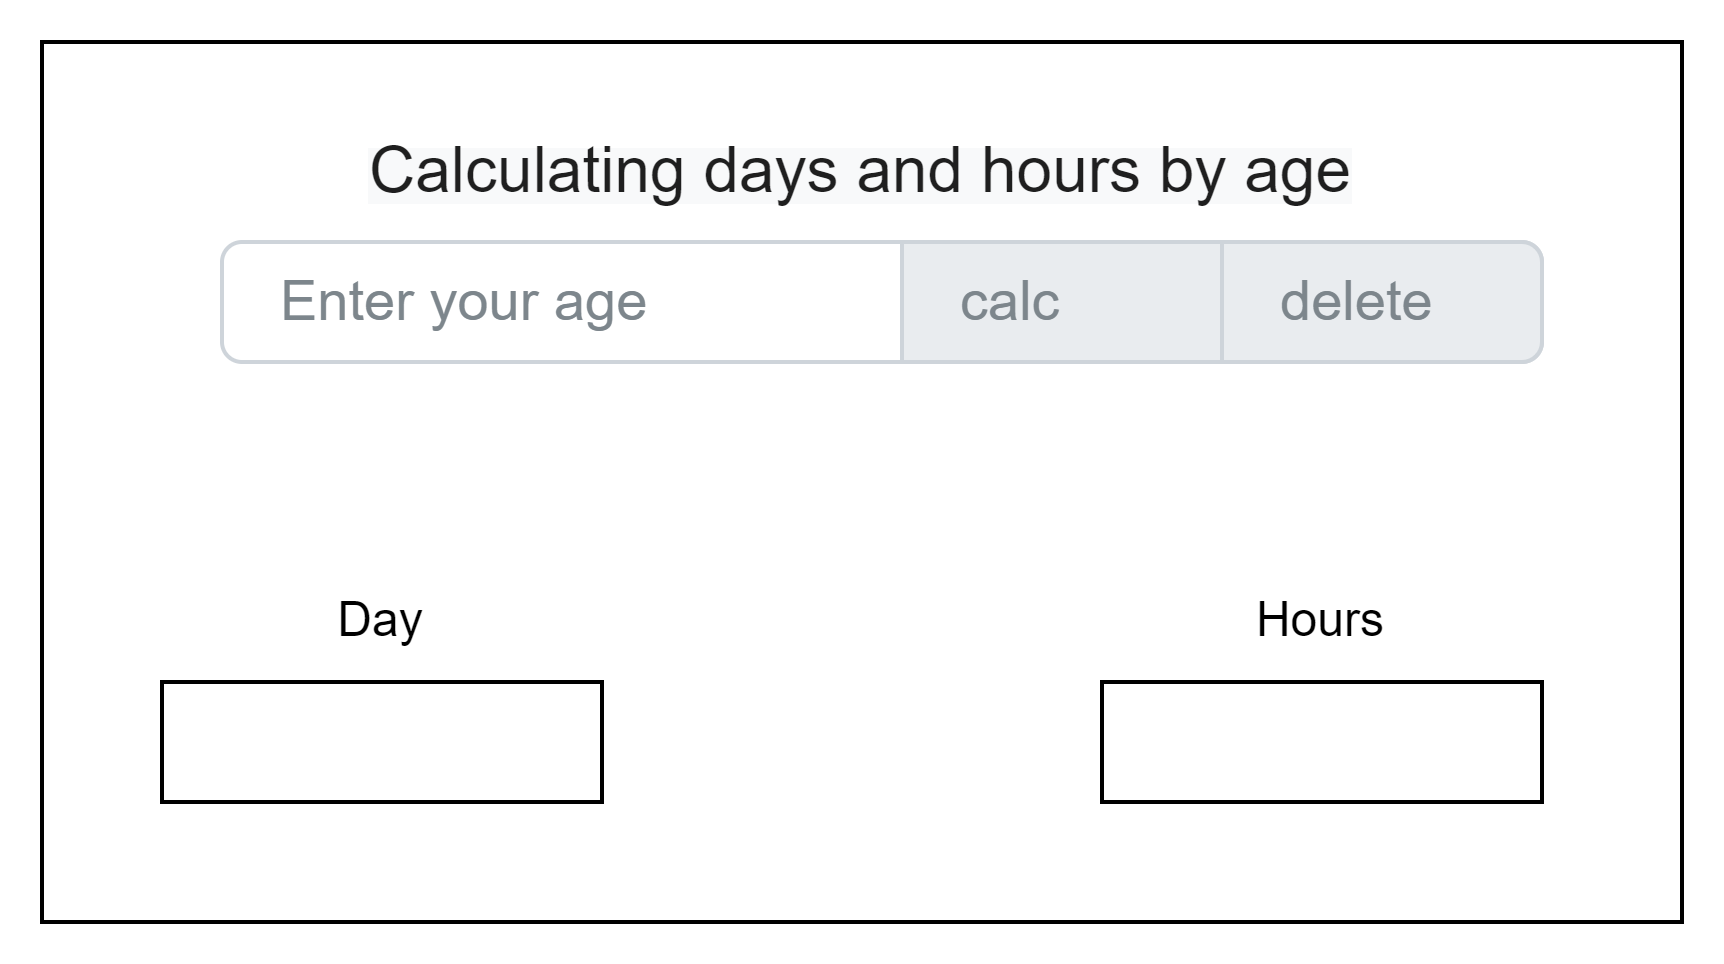 Calculating days and hours by age
Enter your age calc delete
Day Hours